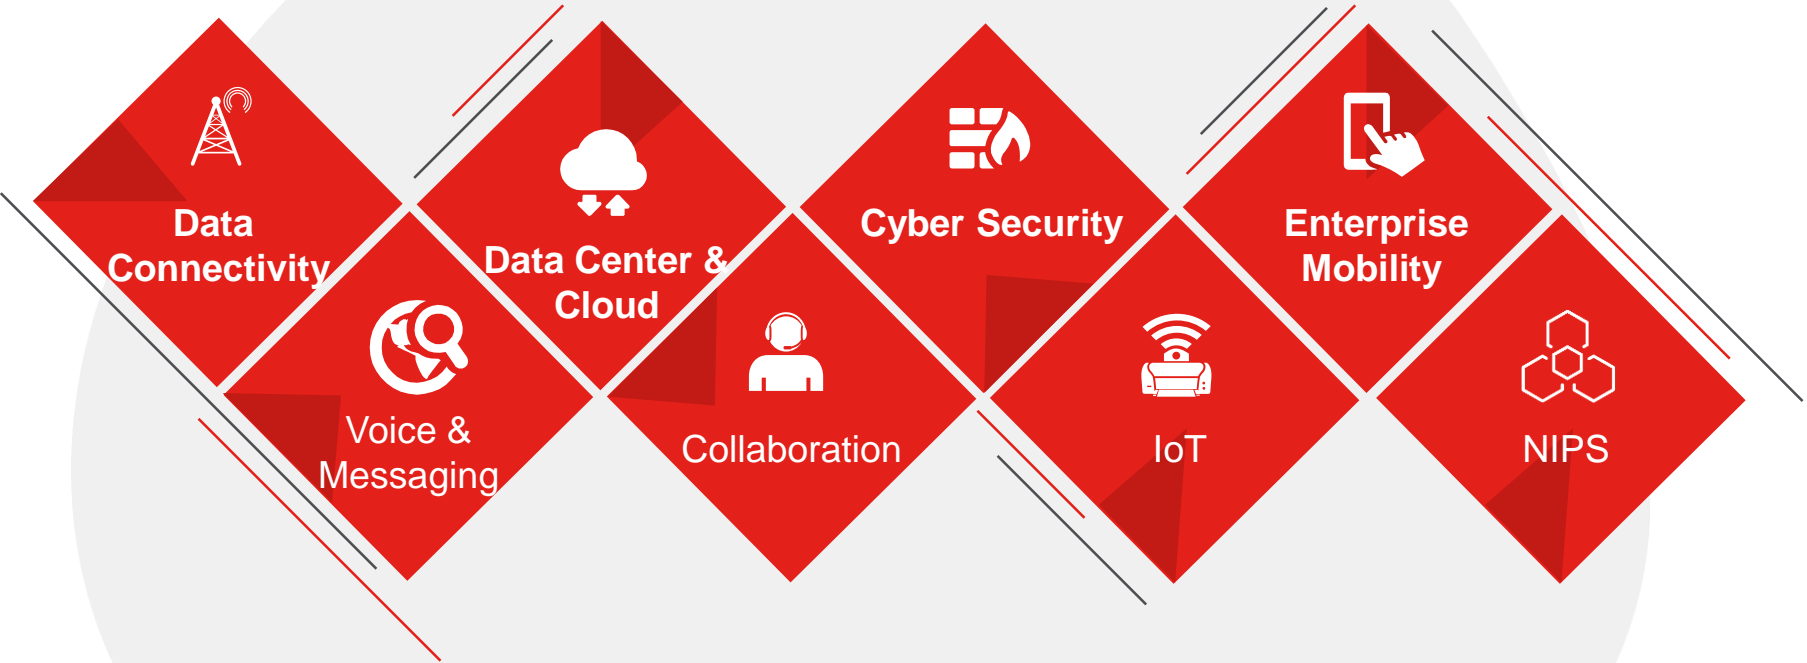 Data
Connectivity
Data Center &
Cloud
Cyber Security
Enterprise
Mobility
Voice &
Messaging
Collaboration
IoT
NIPS